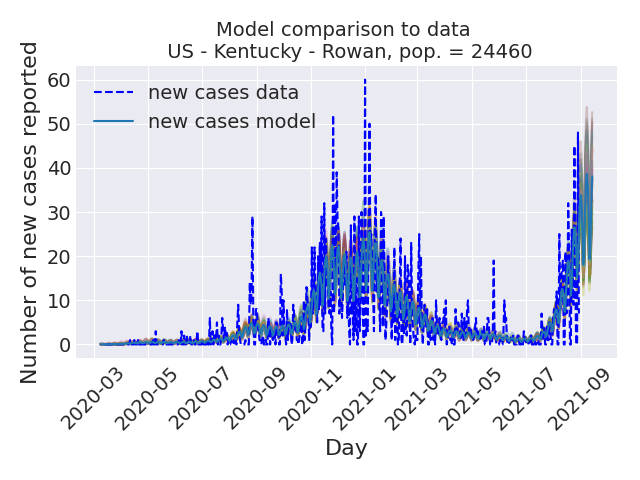 Model comparison to data
US - Kentucky - Rowan, pop. = 24460
Number of new cases reported
60
50
40
30
20
10
0
new cases data
new cases model
2020-03
2020-05
2020-07
2020-09
2020-11
2021-01
2021-03
2021-05
2021-07
2021-09
Day